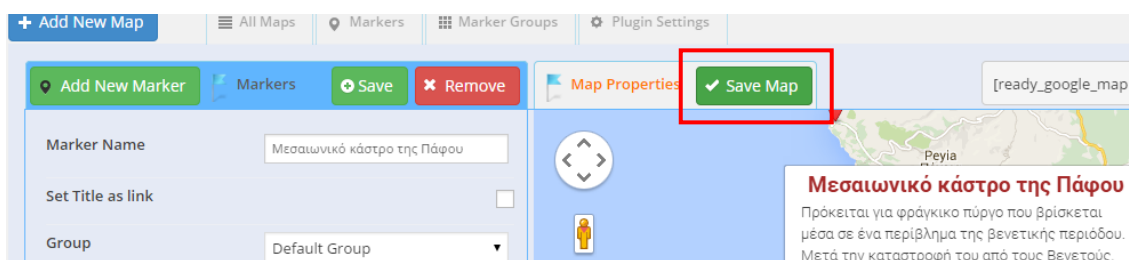 Add New Map All Maps Markers Marker Groups Plugin Settings
Add New Marker Markers Save Remove Map Properties Save Map [ready_google_map
Marker Name Μεσαιωνικό κάστρο της Πάφου
Peyia
Set Title as link
Μεσαιωνικό κάστρο της Πάφου
Πρόκειται για φράγκικο πύργο που βρίσκεται
Group Default Group
μέσα σε ένα περίβλημα της βενετικής περιόδου.
Μετά την καταστροφή του από τους Βενετούς,